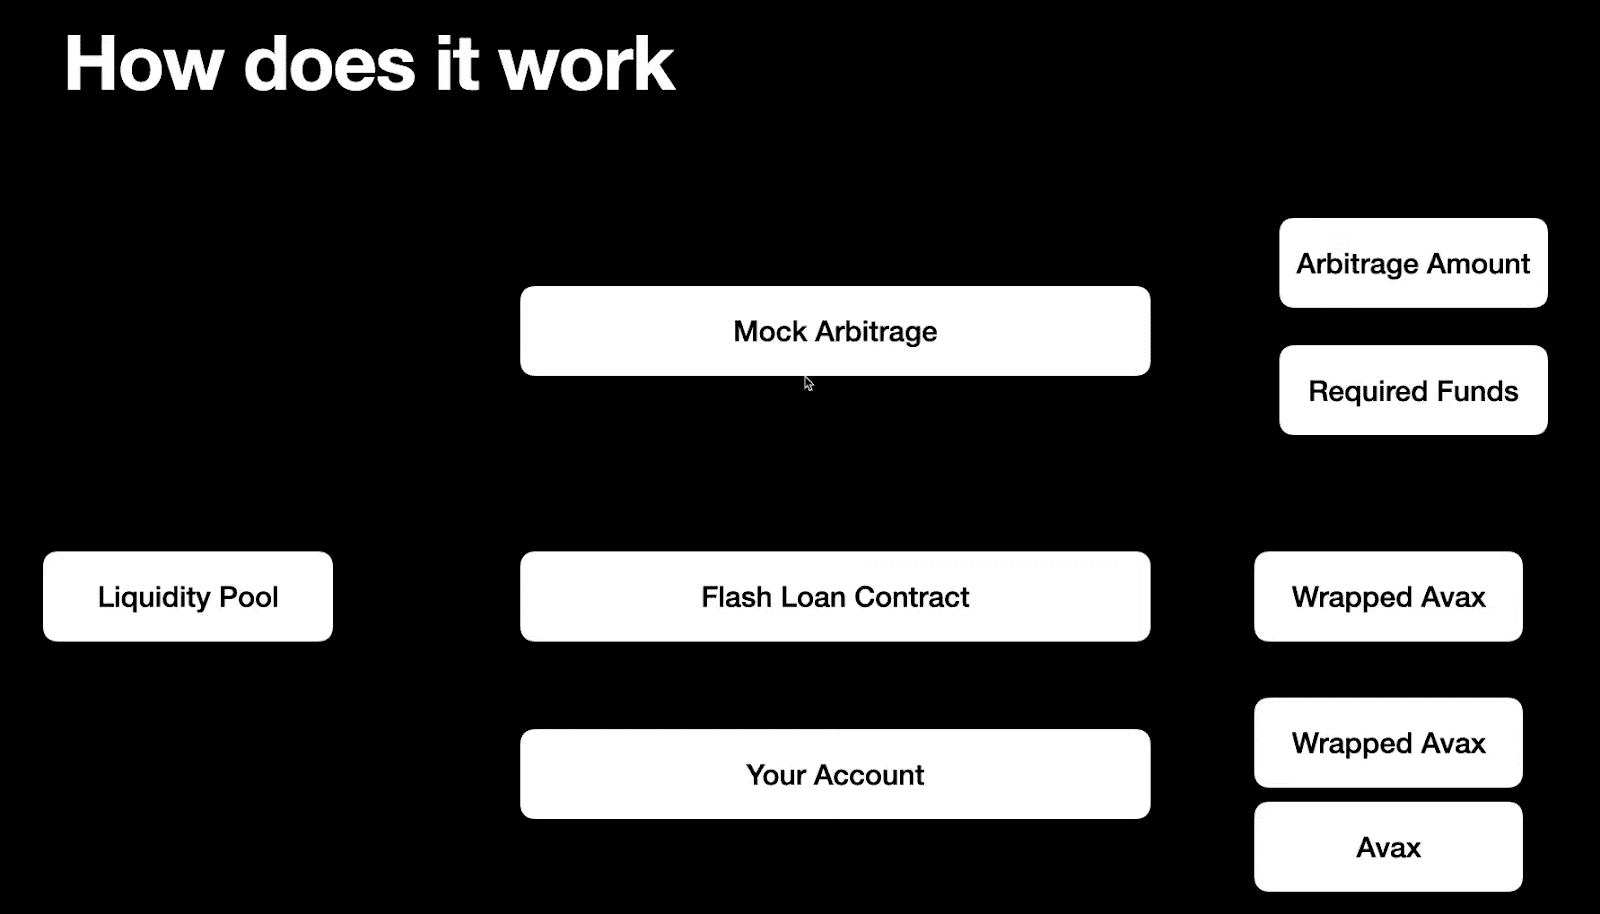 How does it work
Arbitrage Amount
Mock Arbitrage
Required Funds
Liquidity Pool
Flash Loan Contract
Wrapped Avax
Wrapped Avax
Your Account
Avax